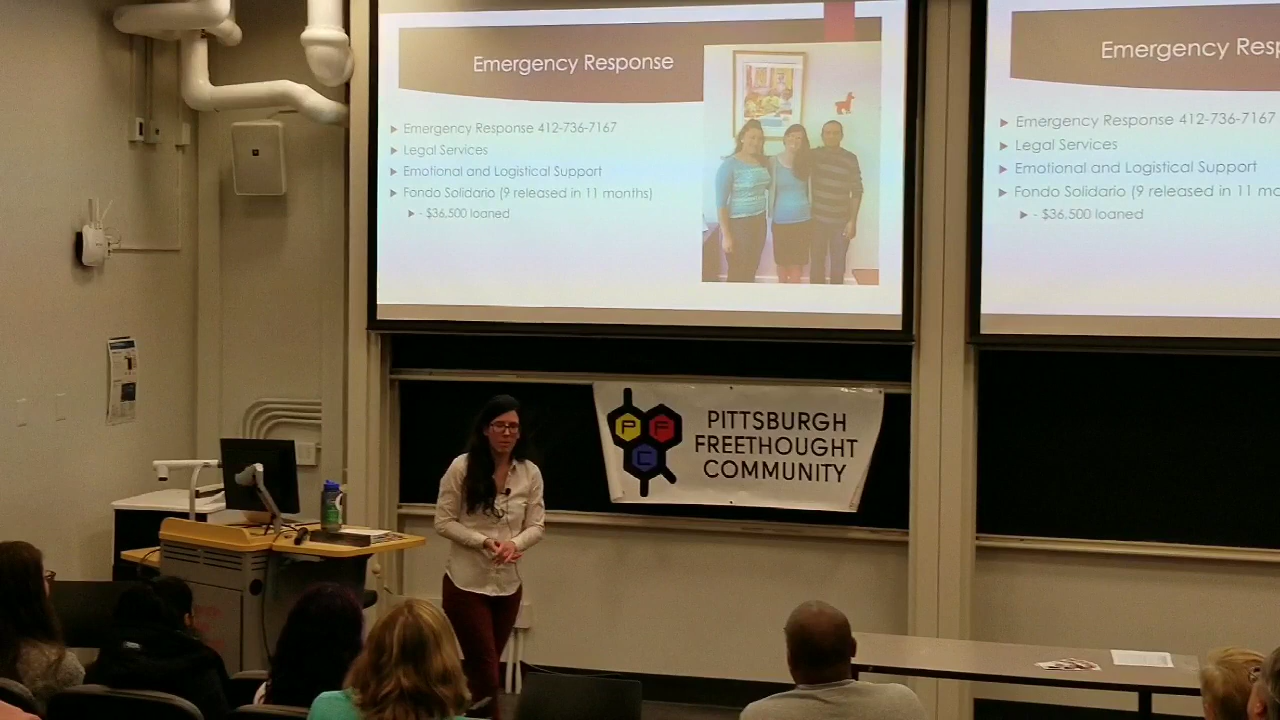 Emergency Response
Emergency Response 412-736-7167
Legal Services
Emotional and Logistical Support
Fondo Solidario (9 released in 11 months)
- $36,500 loaned
Emergency Resp
Emergency Response 412-736-7167
Legal Services
Emotional and Logistical Support
Fondo Solidario (9 released in 11 mo
- $36,500 loaned
P F
C
PITTSBURGH
FREETHOUGHT
COMMUNITY